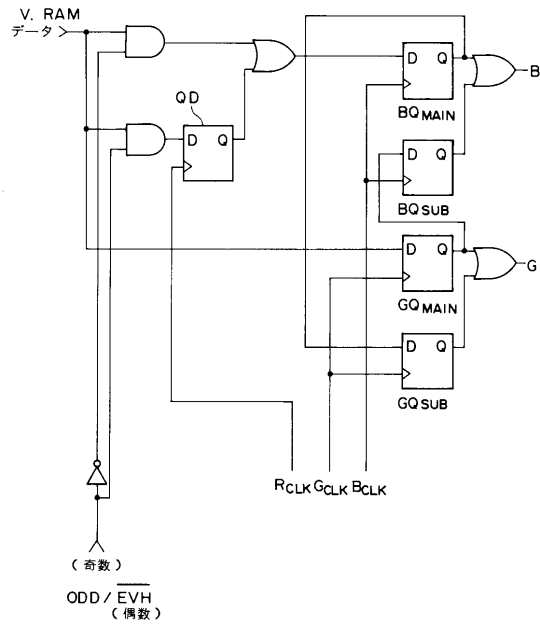 V. RAM
データ
QD
D Q
D Q
BQMAIN
B
D Q
BQSUB
D Q
GQMAIN
G
D Q
GQSUB
RCLK GCLK BCLK
(奇数)
ODD/EVH
(偶数)